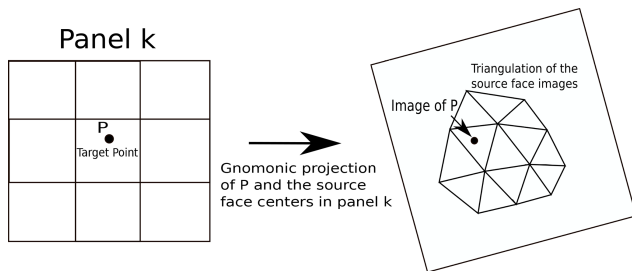 Panel k
P
Target Point
Gnomonic projection
of P and the source
face centers in panel k
Triangulation of the
source face images
Image of P